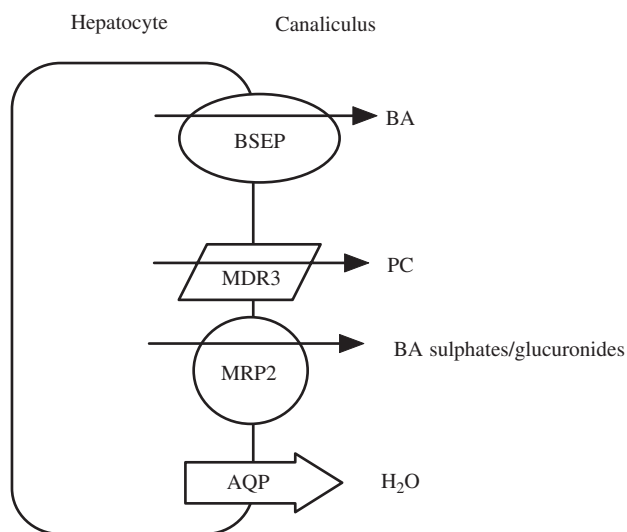 Hepatocyte Canaliculus
BA
BSEP
PC
MDR3
BA sulphates/glucuronides
MRP2
AQP H₂O